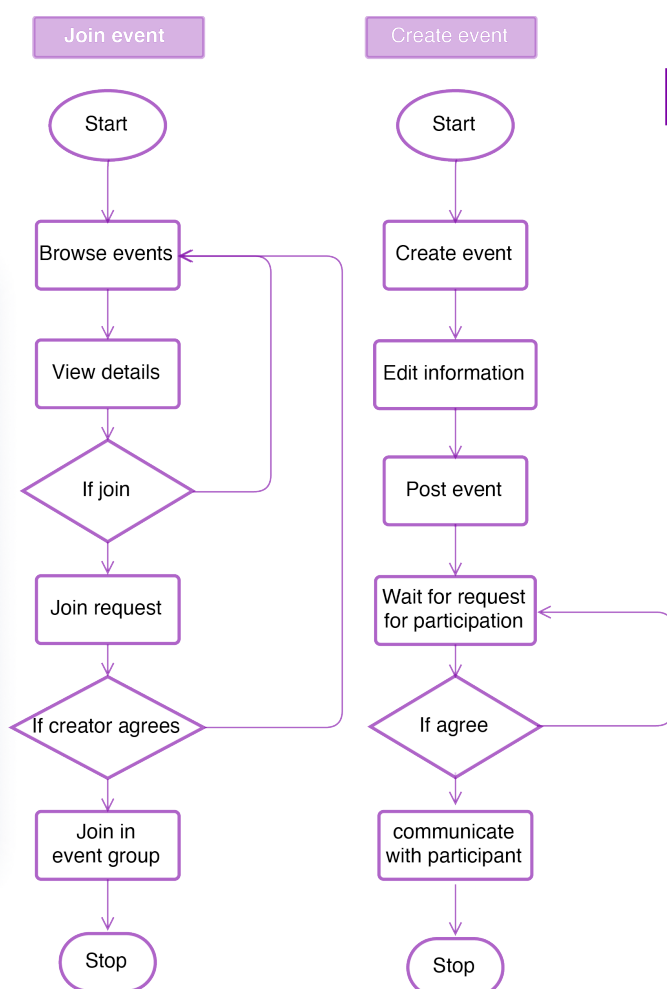 Join event
Start
Browse events
View details
If join
Join request
If creator agrees
Join in
event group
Stop
Create event
Start
Create event
Edit information
Post event
Wait for request
for participation
If agree
communicate
with participant
Stop